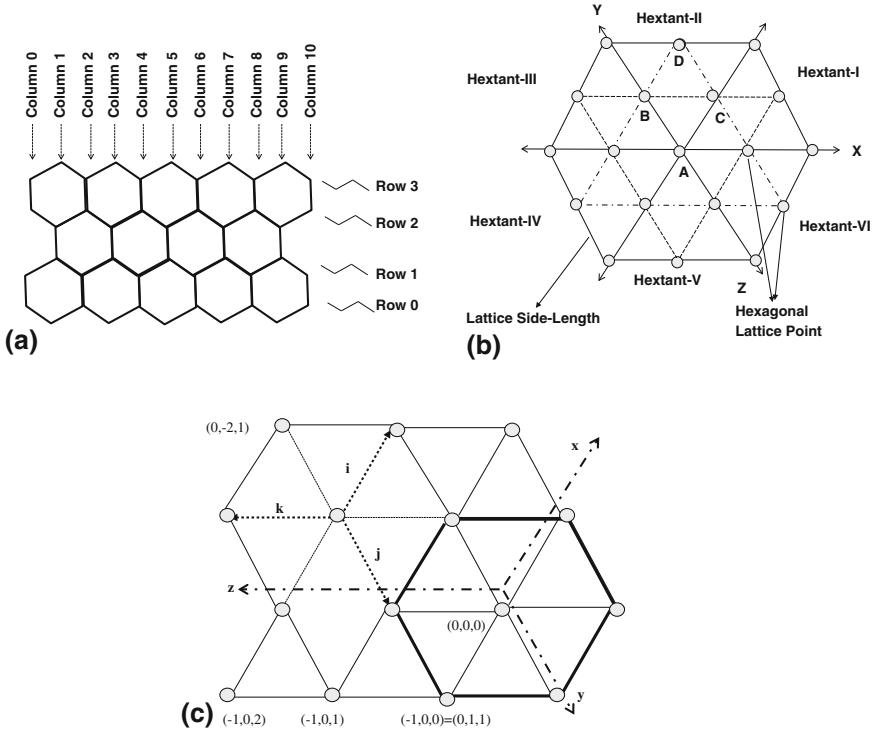 Column 0
Column 1
Column 2
Column 3
Column 4
Column 5
Column 6
Column 7
Column 8
Column 9
Column 10
Row 3
Row 2
Row 1
Row 0
(a)
Y
Hextant-II
D
Hextant-III
Hextant-I
B
C
X
A
Hextant-IV
Hextant-VI
Hextant-V
Z
Lattice Side-Length
Hexagonal
Lattice Point
(b)
(0,-2,1)
x
i
k
j
z
(0,0,0)
y
(c)
(-1,0,2)
(-1,0,1)
(-1,0,0)=(0,1,1)